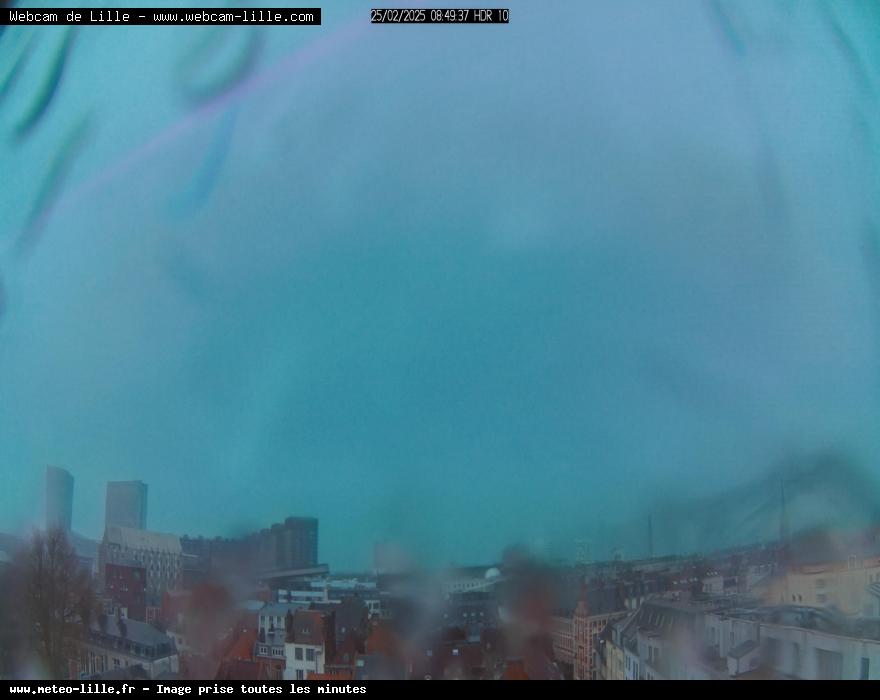 Webcam de Lille - www.webcam-lille.com
25/02/2025 08:49:37 HDR 10
www.meteo-lille.fr - Image prise toutes les minutes